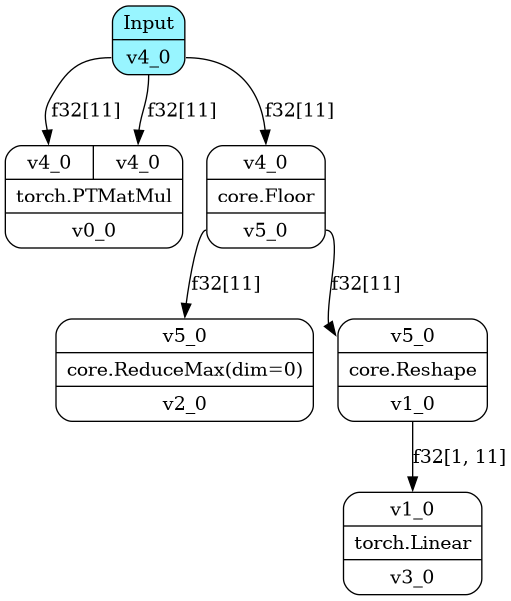 Input
v4_0
f32[11] f32[11] f32[11]
v4_0 v4_0
torch.PTMatMul
v0_0
v4_0
core.Floor
v5_0
f32[11] f32[11]
v5_0
core.ReduceMax(dim=0)
v2_0
v5_0
core.Reshape
v1_0
f32[1, 11]
v1_0
torch.Linear
v3_0